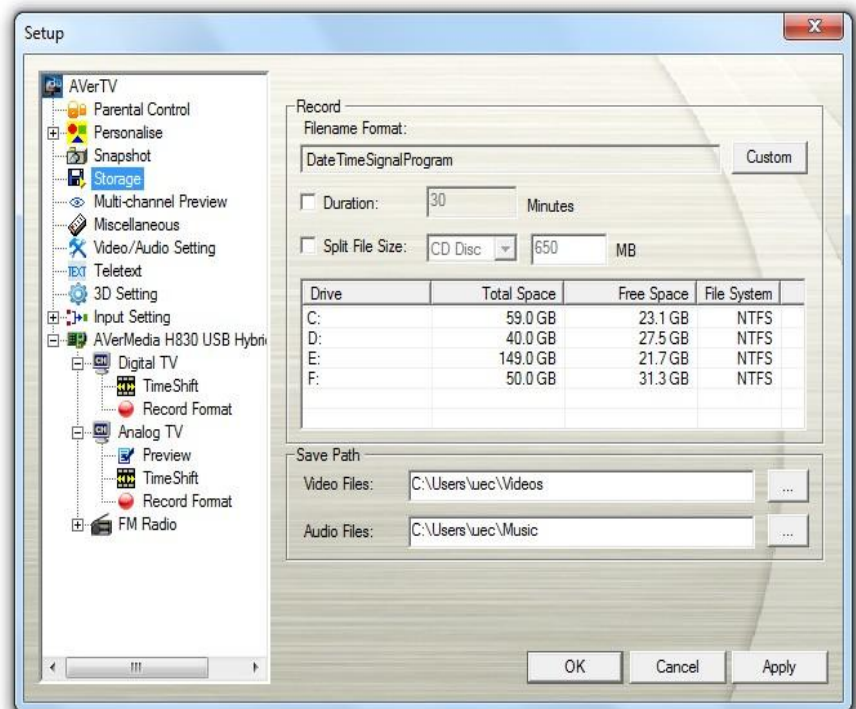 Setup
AVerTV
Parental Control
Personalise
Snapshot
Storage
Multi-channel Preview
Miscellaneous
Video/Audio Setting
TEXT Teletext
3D Setting
Input Setting
AVerMedia H830 USB Hybri
CH Digital TV
TimeShift
Record Format
CH Analog TV
Preview
TimeShift
Record Format
FM Radio
Record
Filename Format:
DateTimeSignalProgram Custom
Duration: 30 Minutes
Split File Size: CD Disc 650 MB
Drive Total Space Free Space File System
C: 59.0 GB 23.1 GB NTFS
D: 40.0 GB 27.5 GB NTFS
E: 149.0 GB 21.7 GB NTFS
F: 50.0 GB 31.3 GB NTFS
Save Path
Video Files: C:\Users\uec\Videos ...
Audio Files: C:\Users\uec\Music ...
OK Cancel Apply